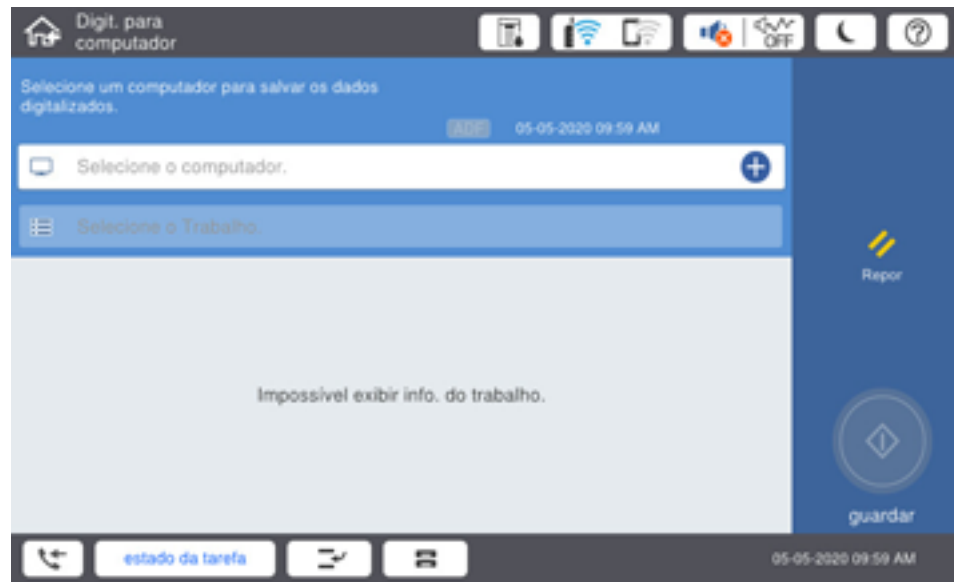 Digit. para
computador
OFF
Selecione um computador para salvar os dados
digitalizados.
ADF
05-05-2020 09:59 AM
Selecione o computador.
Selecione o Trabalho.
Repor
Impossível exibir info. do trabalho.
guardar
estado da tarefa
05-05-2020 09:59 AM